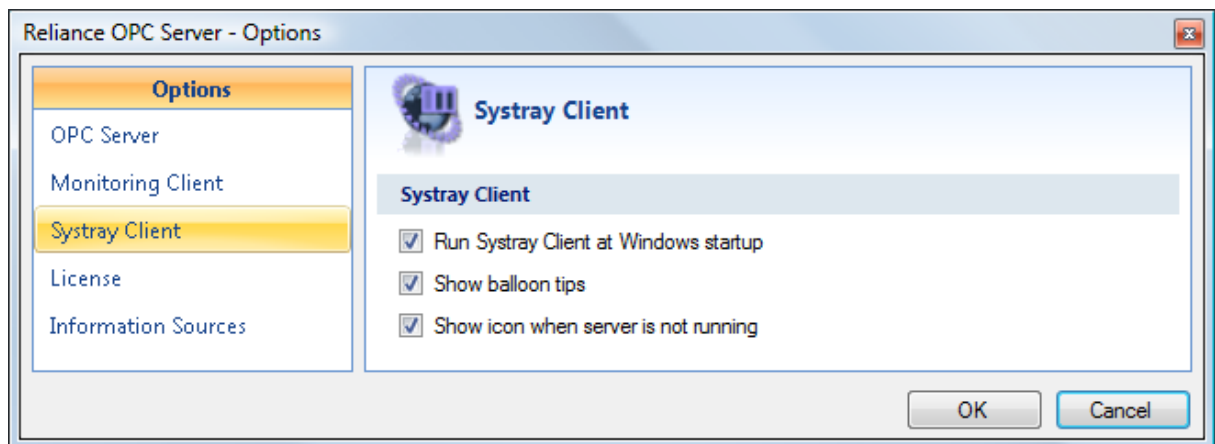 Reliance OPC Server - Options
Options
OPC Server
Monitoring Client
Systray Client
License
Information Sources
Systray Client
Systray Client
Run Systray Client at Windows startup
Show balloon tips
Show icon when server is not running
OK
Cancel